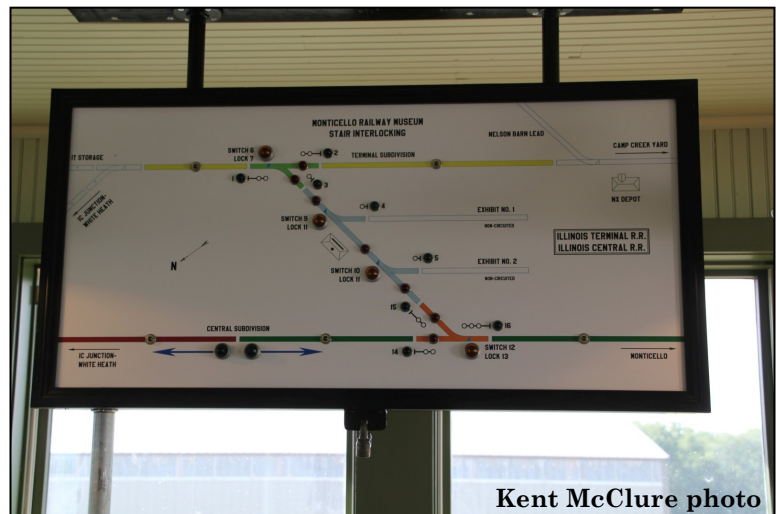 MONTICELLO RAILWAY MUSEUM
STAIR INTERLOCKING
NELSON BARN LEAD
SWITCH 8
LOCK 7
2
TERMINAL SUBDIVISION
CAMP CREEK YARD
IT STORAGE
1
3
IC JUNCTION-
WHITE HEATH
NX DEPOT
4
EXHIBIT NO. 1
NON-CIRCUITED
SWITCH 9
LOCK 11
ILLINOIS TERMINAL R.R.
ILLINOIS CENTRAL R.R.
N
5
EXHIBIT NO. 2
NON-CIRCUITED
SWITCH 10
LOCK 11
15
16
CENTRAL SUBDIVISION
IC JUNCTION-
WHITE HEATH
14
SWITCH 12
LOCK 13
MONTICELLO
Kent McClure photo